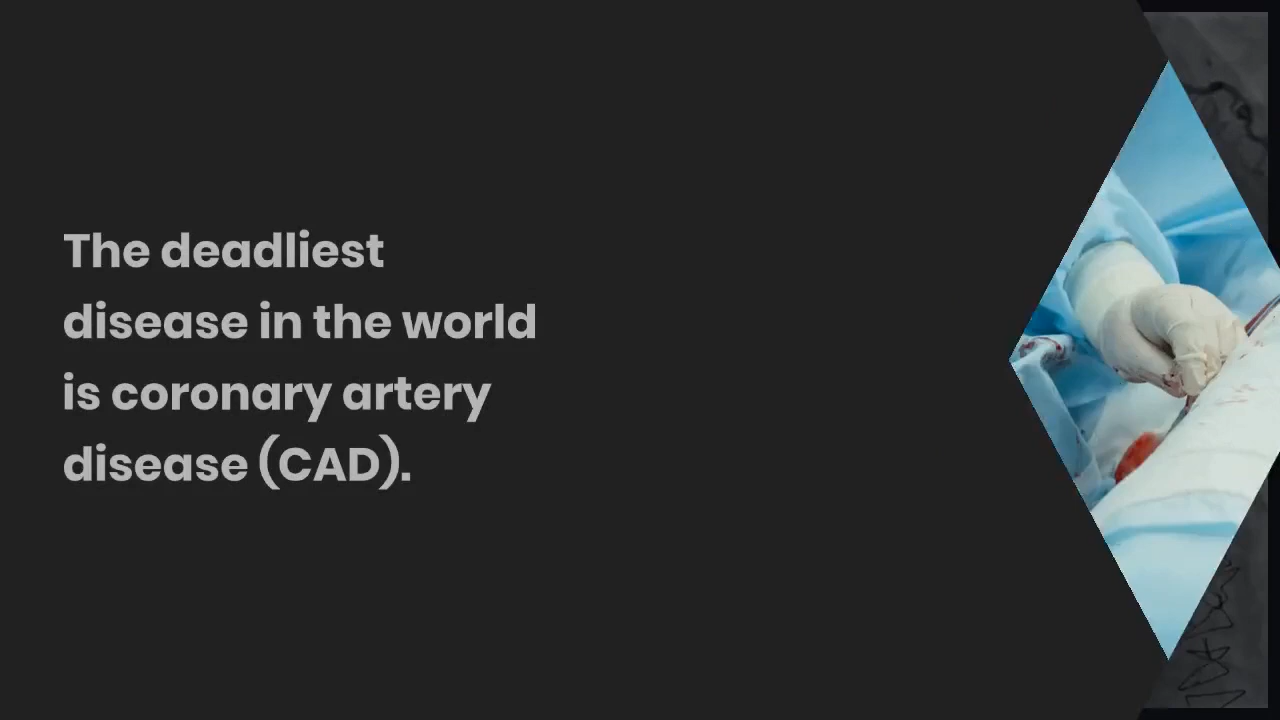 The deadliest
disease in the world
is coronary artery
disease (CAD).